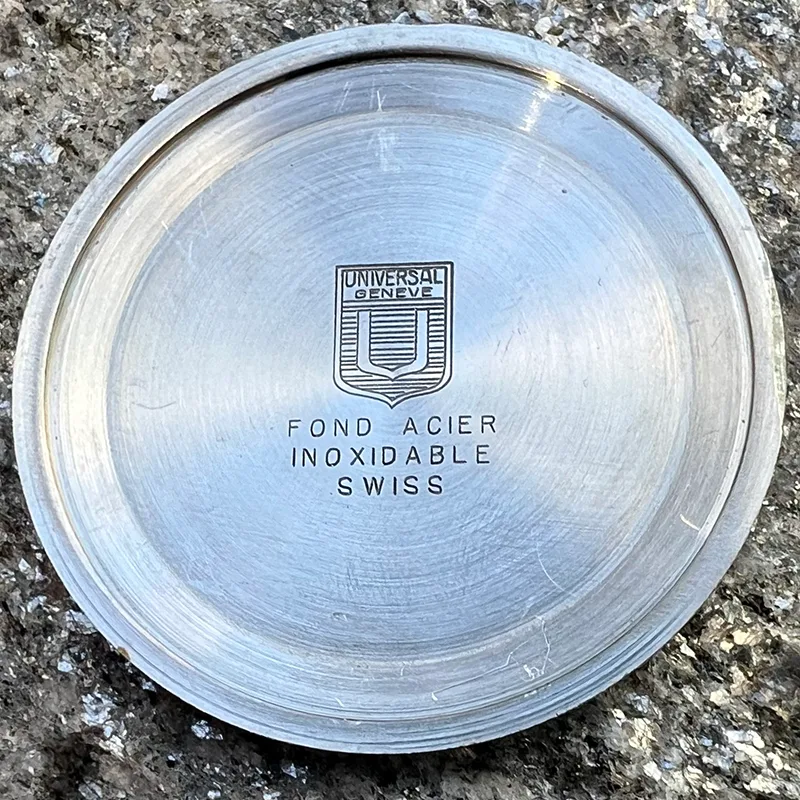 UNIVERSAL
GENEVE
U
FOND ACIER
INOXIDABLE
SWISS